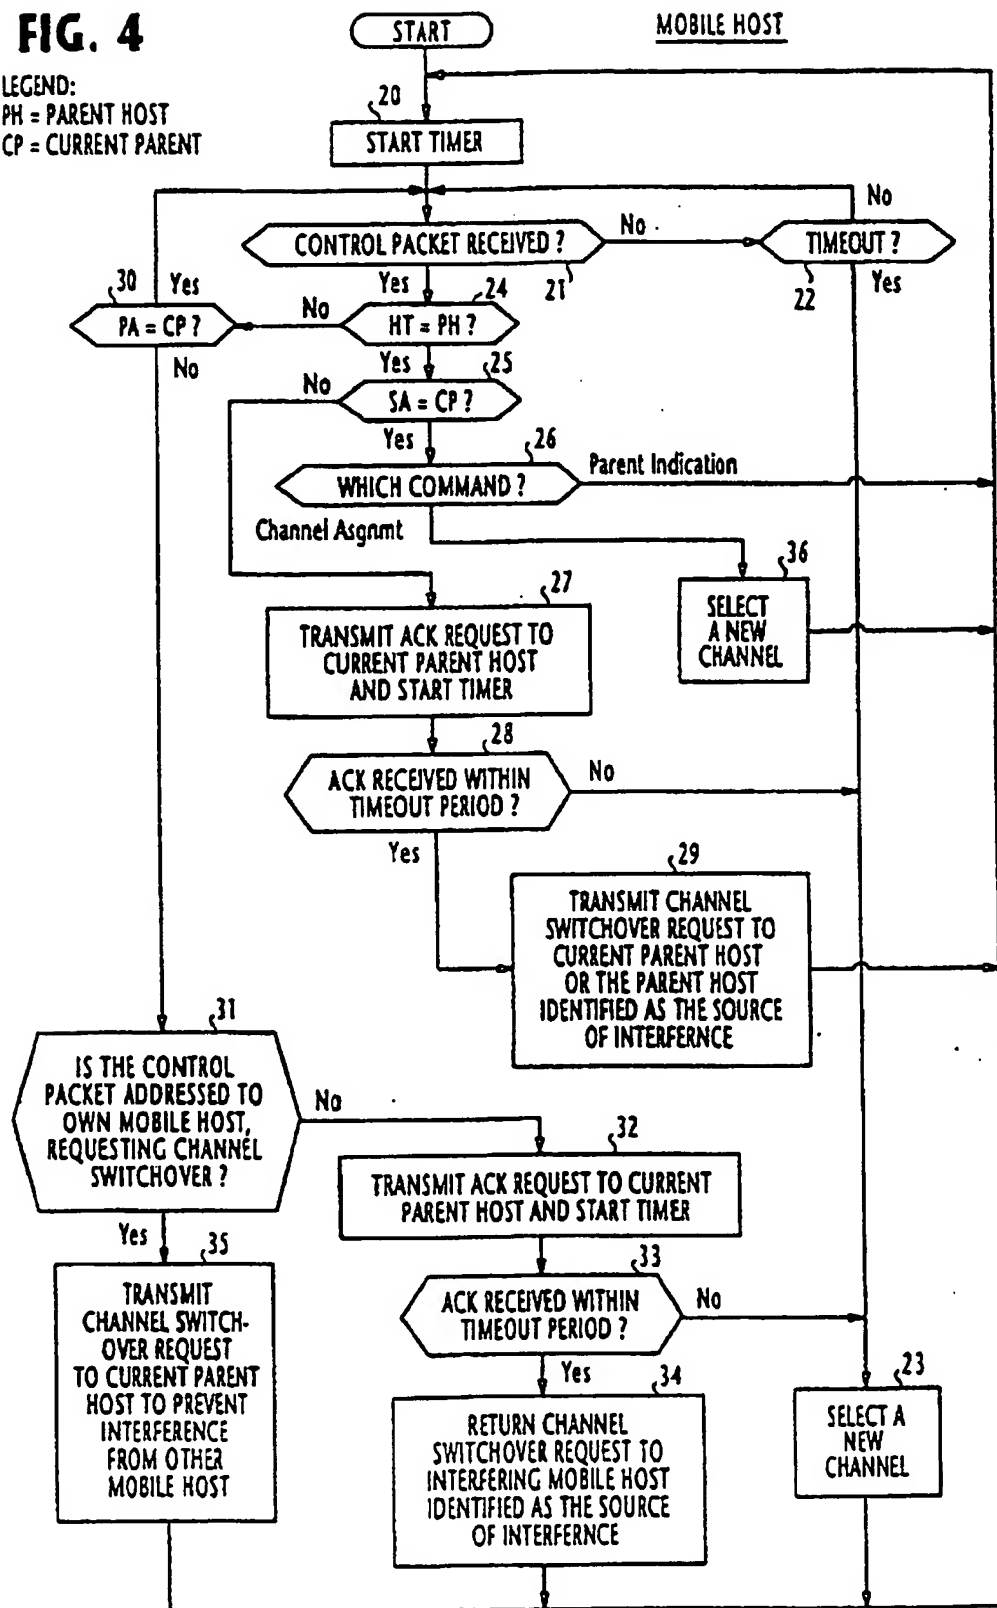 FIG. 4
START
MOBILE HOST
LEGEND:
PH = PARENT HOST
CP = CURRENT PARENT
20
START TIMER
No
CONTROL PACKET RECEIVED ?
No
TIMEOUT ?
21
22
Yes
Yes
30
Yes
24
PA = CP ?
No
HT = PH ?
No
Yes
25
No
SA = CP ?
Yes
26
WHICH COMMAND ?
Parent Indication
Channel Asgnmt
36
SELECT
A NEW
CHANNEL
27
TRANSMIT ACK REQUEST TO
CURRENT PARENT HOST
AND START TIMER
28
ACK RECEIVED WITHIN
TIMEOUT PERIOD ?
No
Yes
29
TRANSMIT CHANNEL
SWITCHOVER REQUEST TO
CURRENT PARENT HOST
OR THE PARENT HOST
IDENTIFIED AS THE SOURCE
OF INTERFERNCE
31
IS THE CONTROL
PACKET ADDRESSED TO
OWN MOBILE HOST,
REQUESTING CHANNEL
SWITCHOVER ?
No
Yes
32
TRANSMIT ACK REQUEST TO CURRENT
PARENT HOST AND START TIMER
33
ACK RECEIVED WITHIN
TIMEOUT PERIOD ?
No
Yes
35
TRANSMIT
CHANNEL SWITCH-
OVER REQUEST
TO CURRENT PARENT
HOST TO PREVENT
INTERFERENCE
FROM OTHER
MOBILE HOST
34
RETURN CHANNEL
SWITCHOVER REQUEST TO
INTERFERING MOBILE HOST
IDENTIFIED AS THE SOURCE
OF INTERFERNCE
23
SELECT A
NEW
CHANNEL